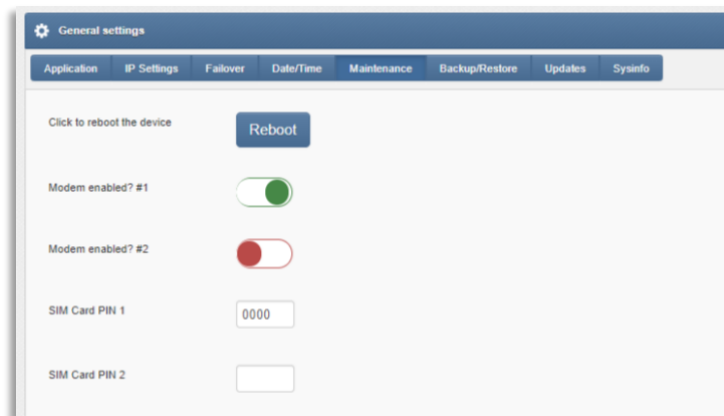 General settings
Application IP Settings Failover Date/Time Maintenance Backup/Restore Updates Sysinfo
Click to reboot the device Reboot
Modem enabled? #1
Modem enabled? #2
SIM Card PIN 1 0000
SIM Card PIN 2